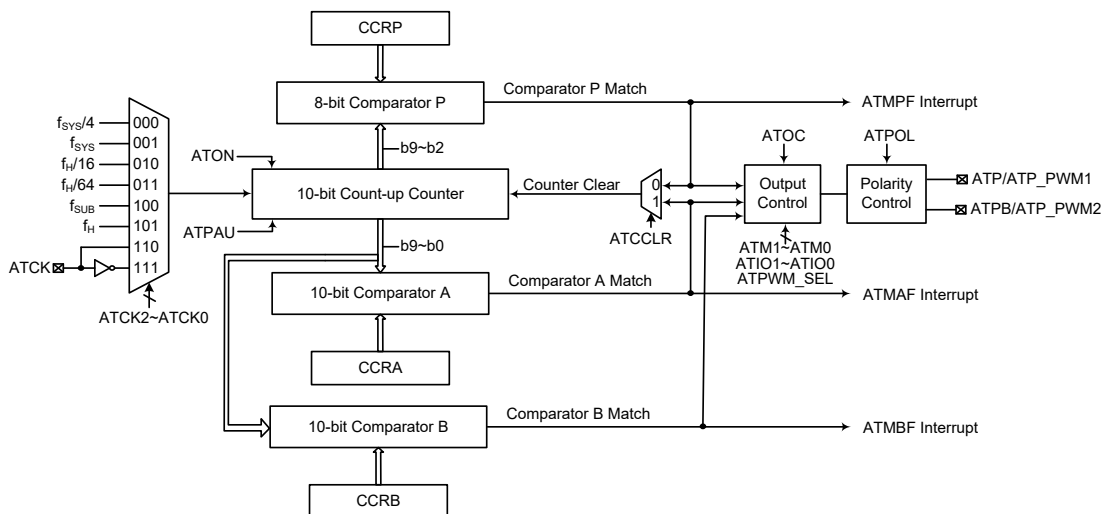 CCRP
8-bit Comparator P
Comparator P Match
ATMPF Interrupt
fSYS/4
000
fSYS
001
fH/16
010
fH/64
011
fSUB
100
fH
101
110
ATCK
111
ATCK2~ATCK0
ATON
b9~b2
10-bit Count-up Counter
Counter Clear
0
1
ATCCLR
ATPAU
b9~b0
ATOC
Output
Control
ATM1~ATM0
ATIO1~ATIO0
ATPWM_SEL
ATPOL
Polarity
Control
ATP/ATP_PWM1
ATPB/ATP_PWM2
10-bit Comparator A
Comparator A Match
ATMAF Interrupt
CCRA
10-bit Comparator B
Comparator B Match
ATMBF Interrupt
CCRB